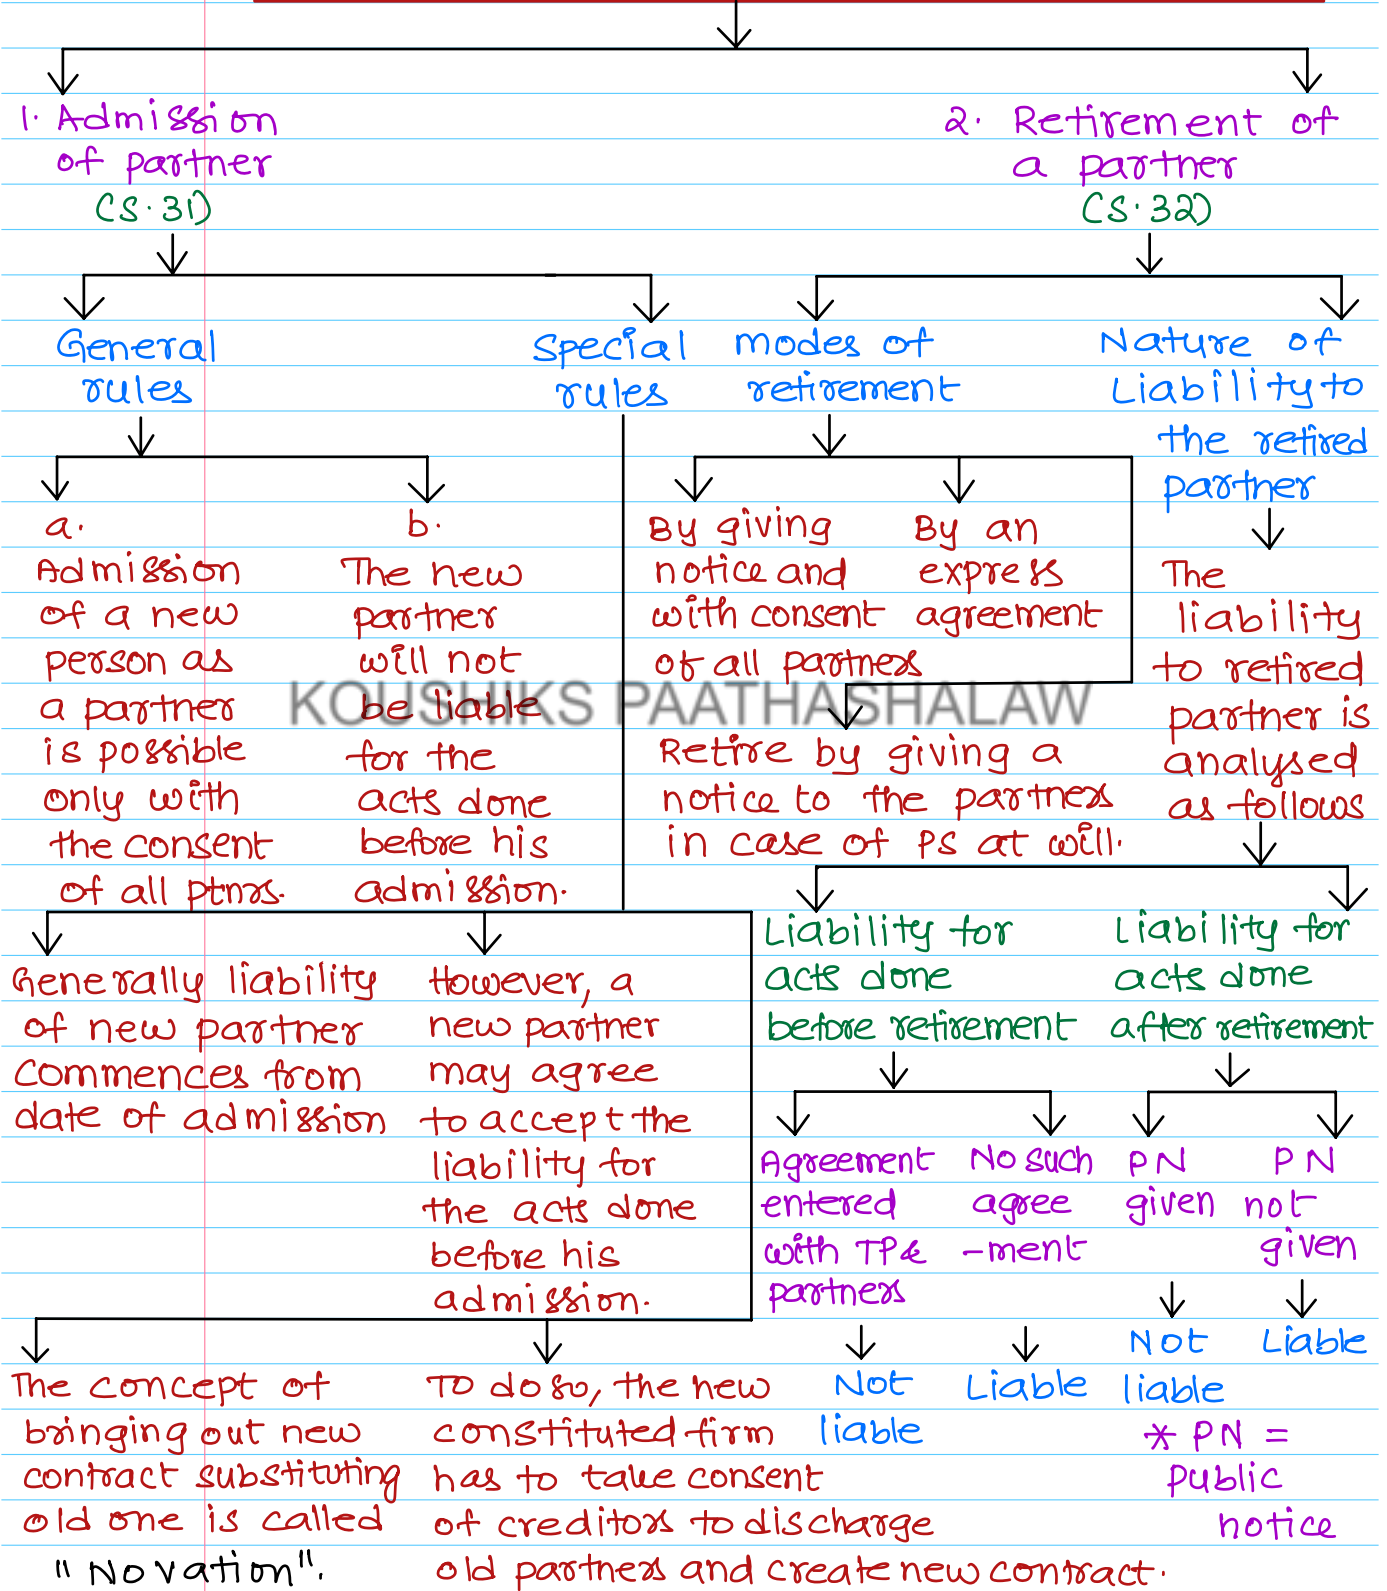 1. Admission
of partner
(S.31)
2. Retirement of
a partner
(S.32)
General
rules
Special
rules
modes of
retirement
Nature of
Liability to
the retired
partner
a.
Admission
of a new
person as
a partner
is possible
only with
the consent
of all ptnrs.
b.
The new
partner
will not
be liable
for the
acts done
before his
admission.
By giving
notice and
with consent
of all partners
By an
express
agreement
KOUSHIKS PAATHASHALAW
Retire by giving a
notice to the partners
in case of PS at will.
The
liability
to retired
partner is
analysed
as follows
Generally liability
of new partner
commences from
date of admission
However, a
new partner
may agree
to accept the
liability for
the acts done
before his
admission.
Liability for
acts done
before retirement
Liability for
acts done
after retirement
Agreement
entered
with TP &
partners
No such
agree
-ment
PN
given
PN
not
given
Not
liable
Liable
Not
liable
Liable
* PN =
Public
notice
The concept of
bringing out new
contract substituting
old one is called
"Novation".
To do so, the new
constituted firm
has to take consent
of creditors to discharge
old partners and create new contract.